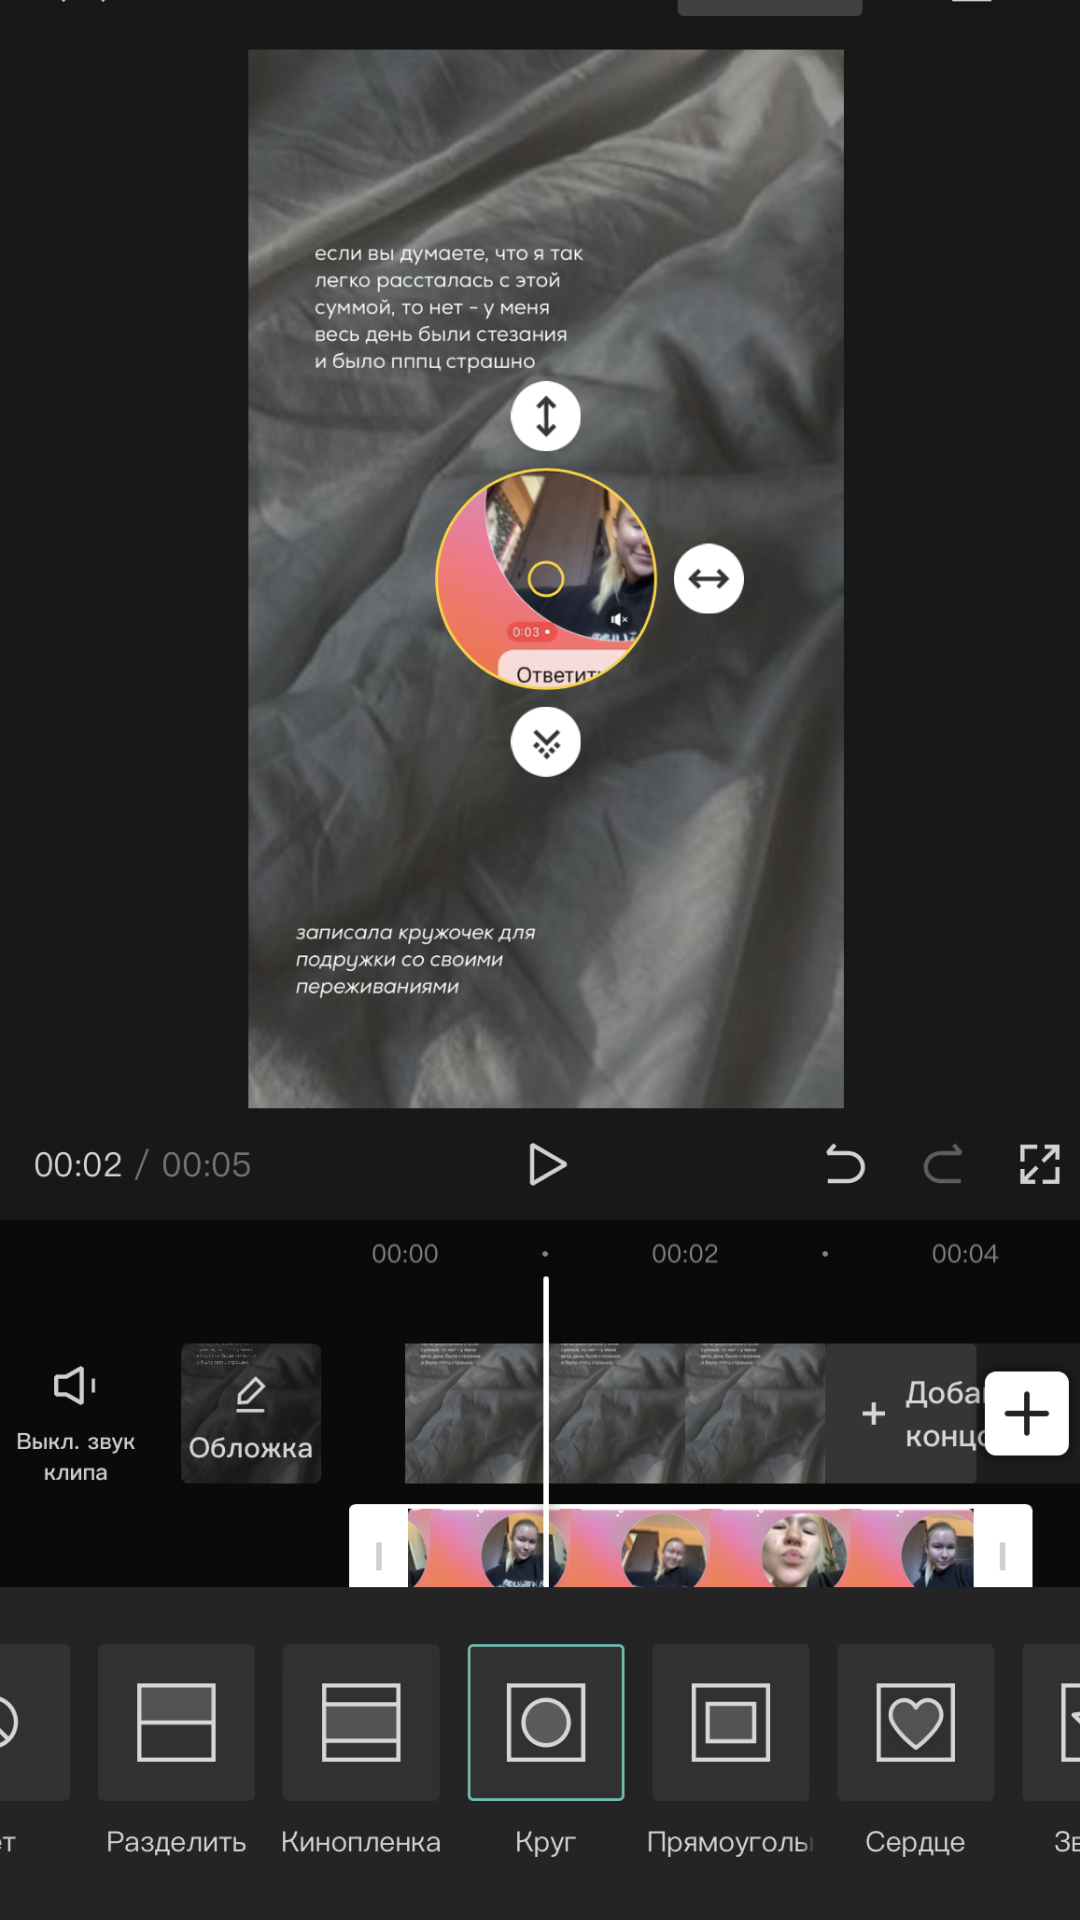 если вы думаете, что я так
легко рассталась с этой
суммой, то нет - у меня
весь день были стезания
и было пппц страшно
0:03
Ответить
записала кружочек для
подружки со своими
переживаниями
00:02 / 00:05
00:00
00:02
00:04
Выкл. звук
клипа
Обложка
+ Доба
конц
Разделить
Кинопленка
Круг
Прямоуголь
Сердце